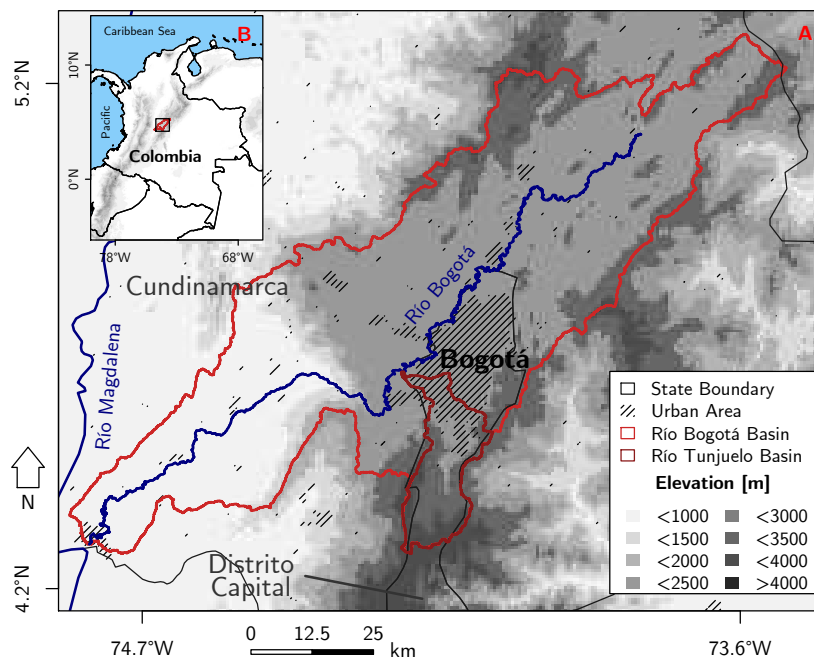 Caribbean Sea
B
A
10°N
5.2°N
Pacific
Colombia
0°N
78°W
68°W
Cundinamarca
Río Bogotá
Río Magdalena
Bogotá
State Boundary
Urban Area
Río Bogotá Basin
Río Tunjuelo Basin
Elevation [m]
<1000
<3000
<1500
<3500
<2000
<4000
<2500
>4000
N
Distrito
Capital
4.2°N
74.7°W
0
12.5
25
km
73.6°W